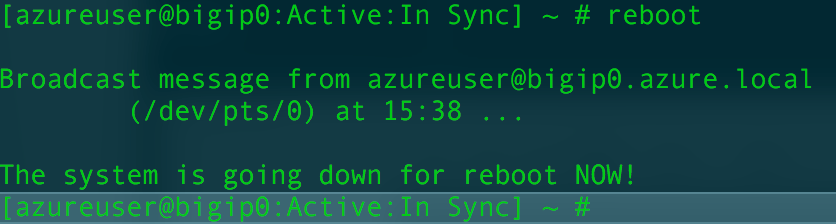 [azureuser@bigip0:Active:In Sync] ~ # reboot
Broadcast message from azureuser@bigip0.azure.local
(/dev/pts/0) at 15:38 ...
The system is going down for reboot NOW!
[azureuser@bigip0:Active:In Sync] ~ #